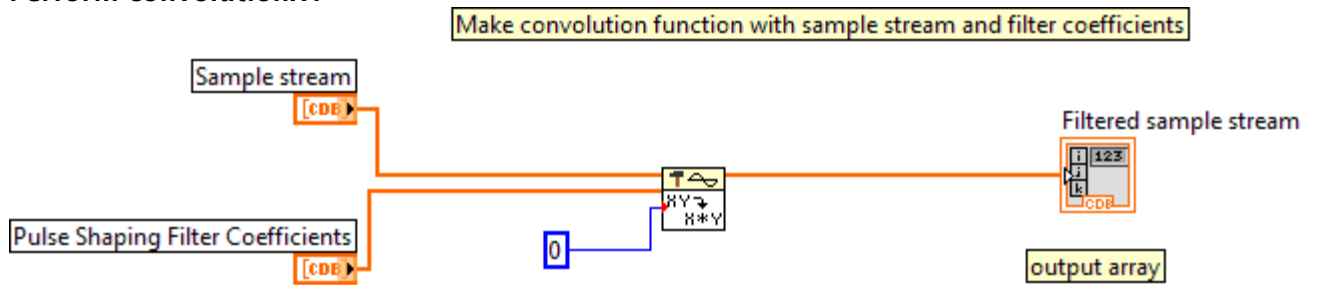 Make convolution function with sample stream and filter coefficients
Sample stream
[CDB]
Filtered sample stream
i 123
j
k
CDB
XY
X*Y
Pulse Shaping Filter Coefficients
0
[CDB]
output array